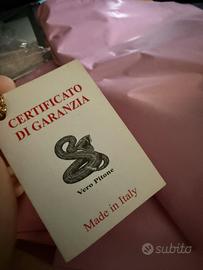 CERTIFICATO
DI GARANZIA
Vero Pitone
Made in Italy
subito